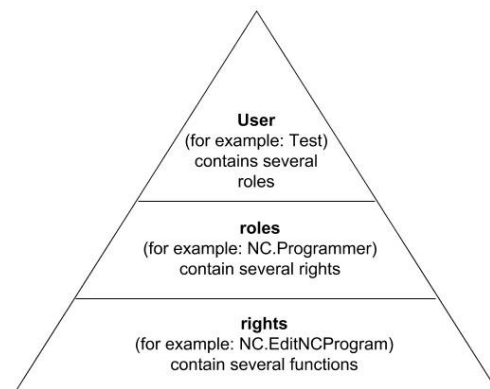 User
(for example: Test)
contains several
roles
roles
(for example: NC.Programmer)
contain several rights
rights
(for example: NC.EditNCProgram)
contain several functions